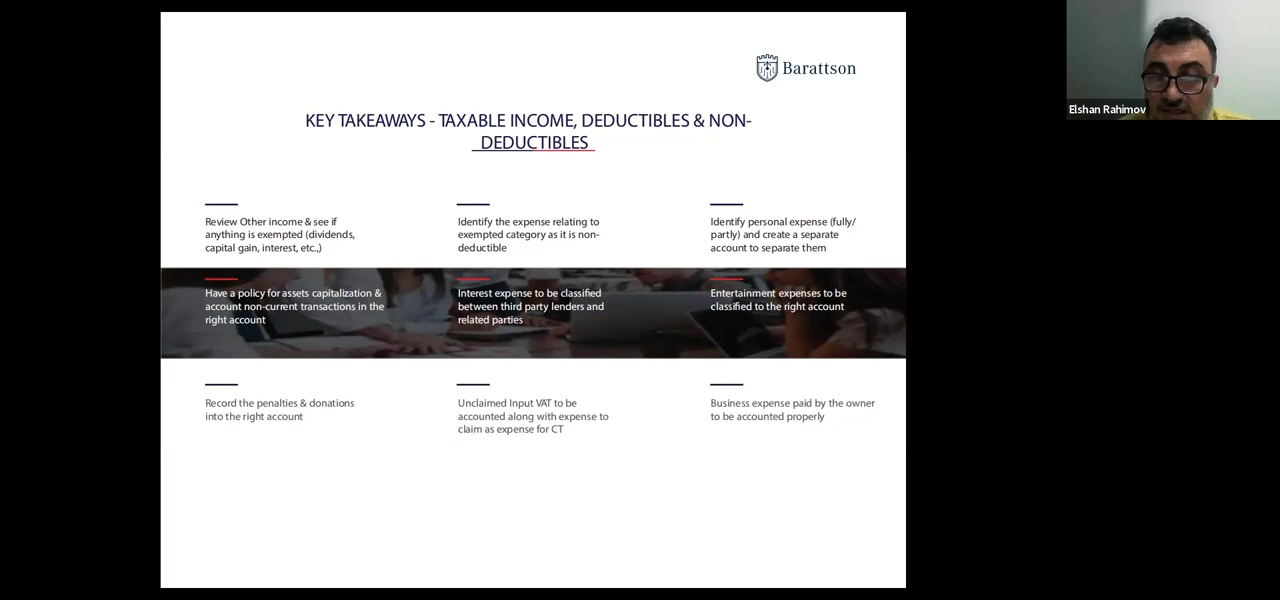 Barattson
Elshan Rahimov
KEY TAKEAWAYS - TAXABLE INCOME, DEDUCTIBLES & NON-
DEDUCTIBLES
Review Other income & see if
anything is exempted (dividends,
capital gain, interest, etc.,)
Identify the expense relating to
exempted category as it is non-
deductible
Identify personal expense (fully/
partly) and create a separate
account to separate them
Have a policy for assets capitalization &
account non-current transactions in the
right account
Interest expense to be classified
between third party lenders and
related parties
Entertainment expenses to be
classified to the right account
Record the penalties & donations
into the right account
Unclaimed Input VAT to be
accounted along with expense to
claim as expense for CT
Business expense paid by the owner
to be accounted properly